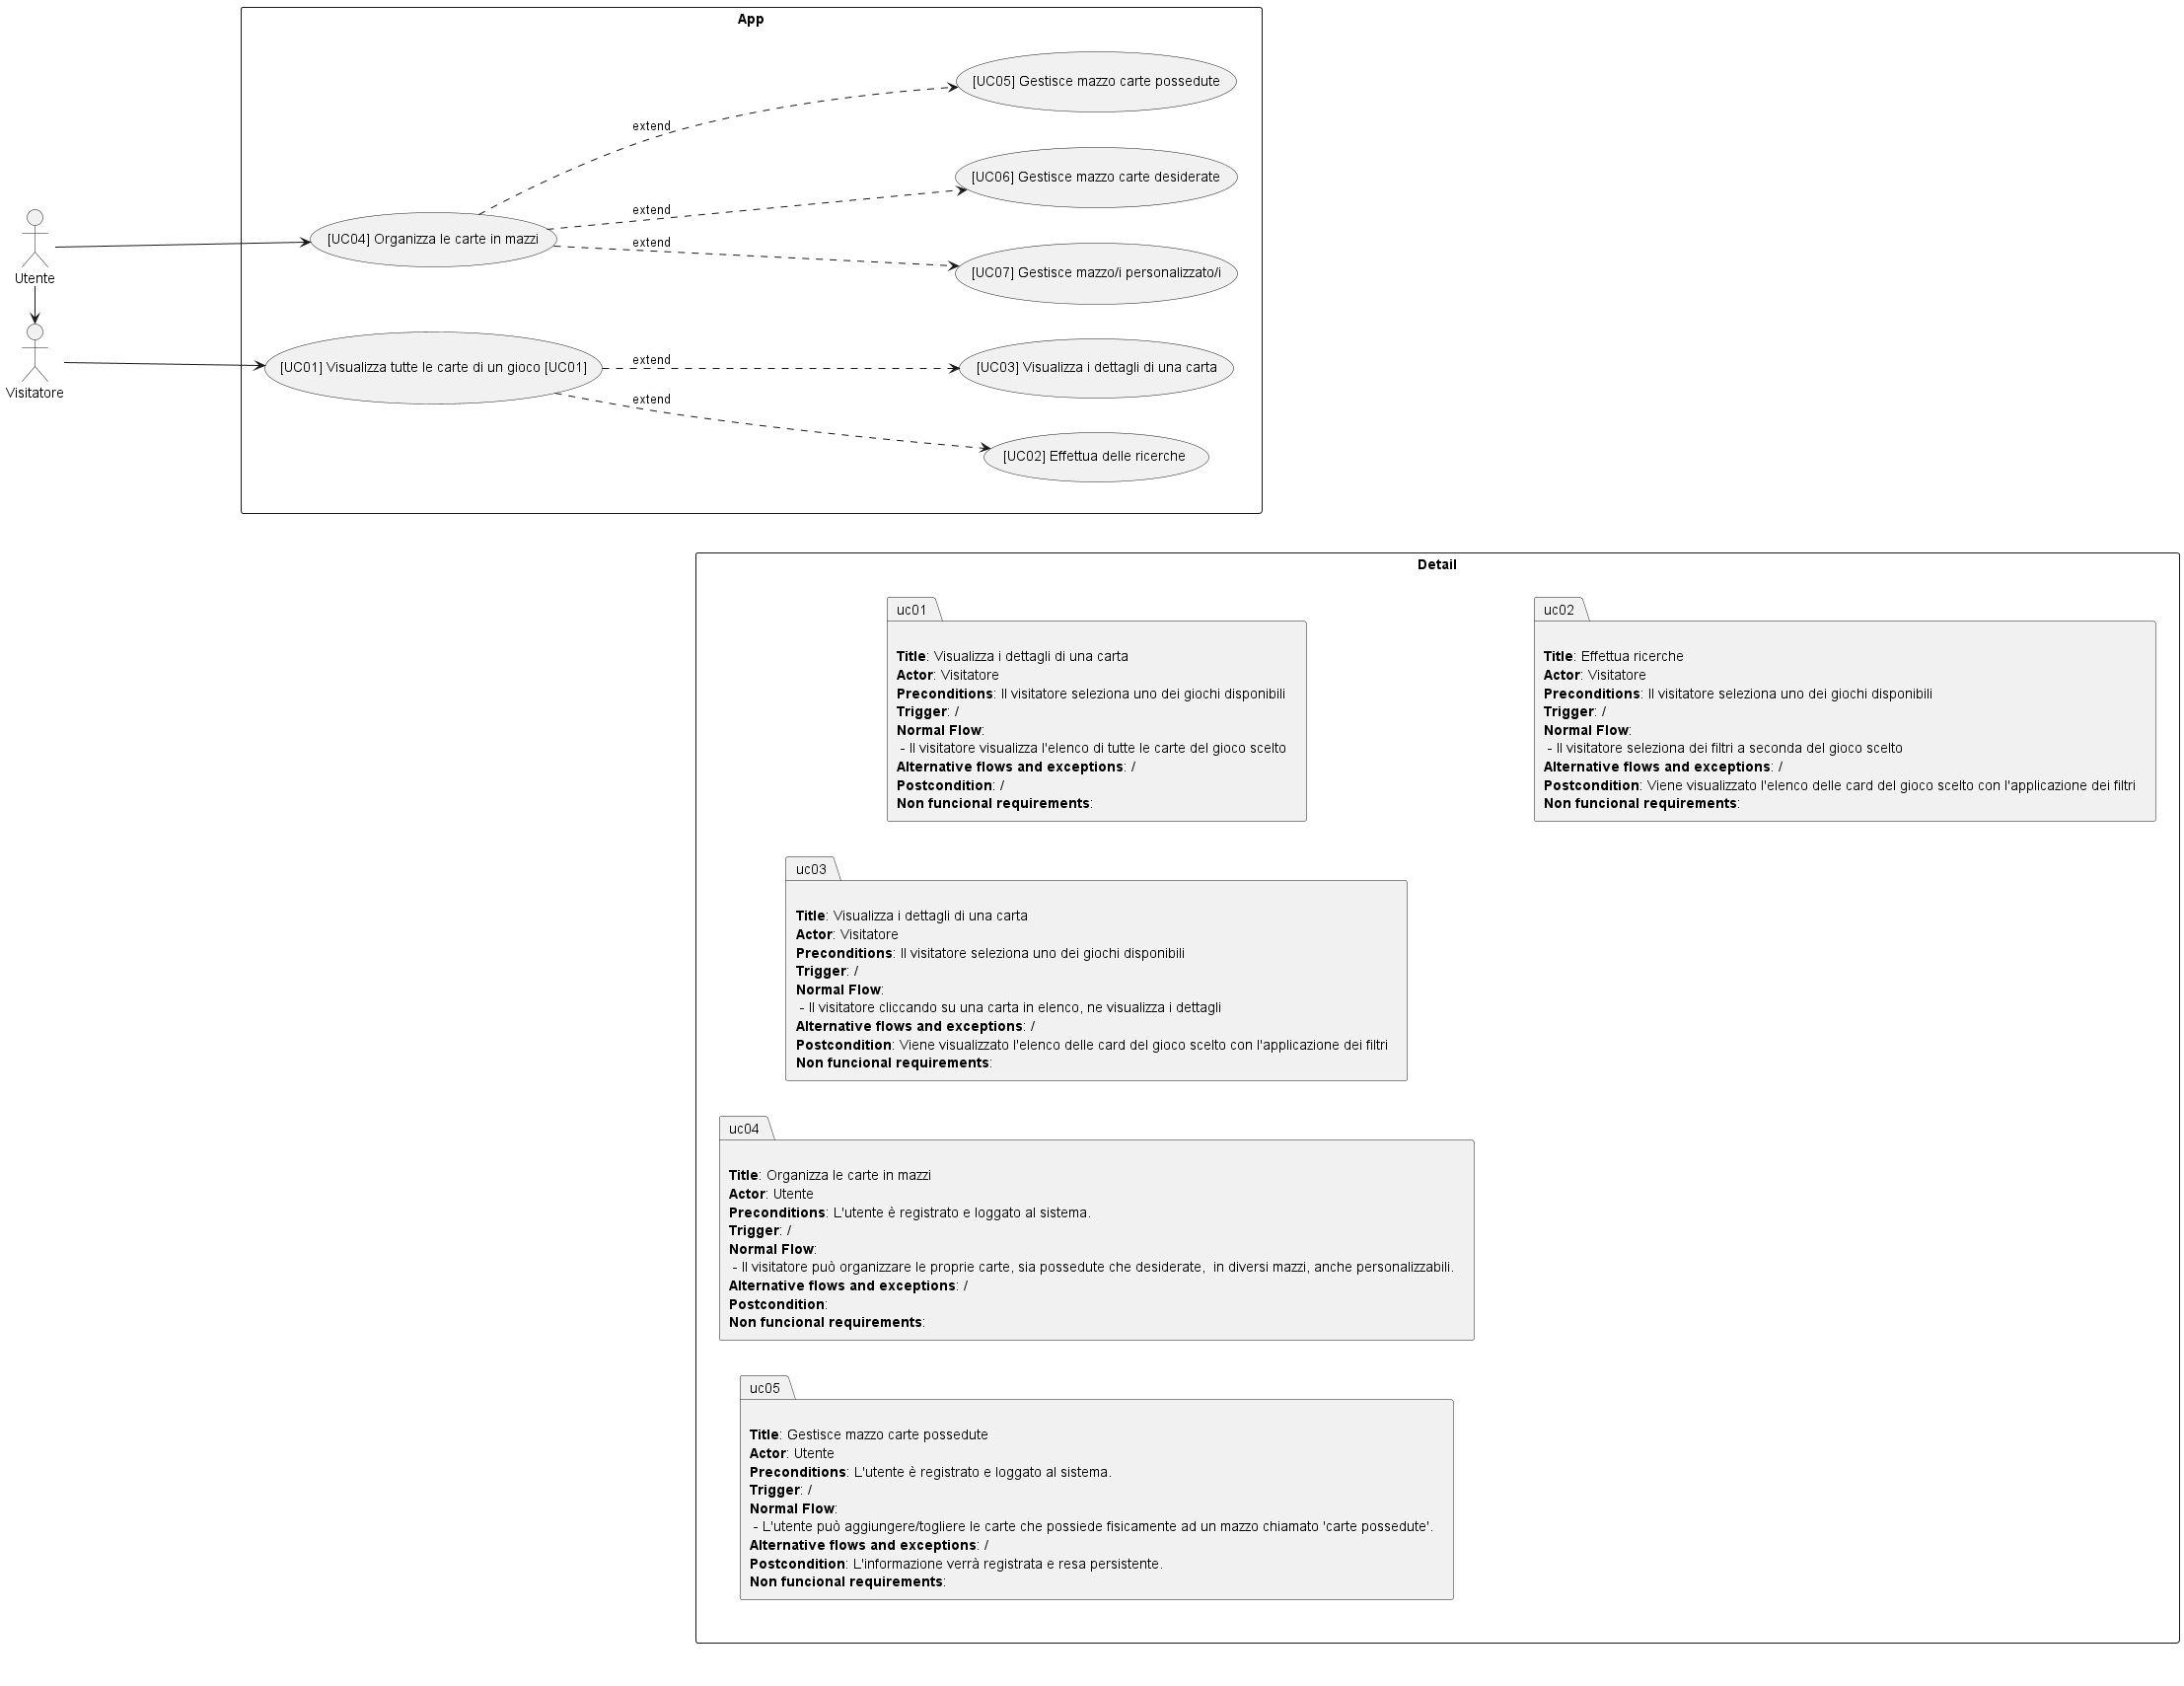 App
[UC05] Gestisce mazzo carte possedute
extend
[UC06] Gestisce mazzo carte desiderate
extend
[UC04] Organizza le carte in mazzi
extend
[UC07] Gestisce mazzo/i personalizzato/i
Utente
[UC01] Visualizza tutte le carte di un gioco [UC01]
extend
[UC03] Visualizza i dettagli di una carta
Visitatore
extend
[UC02] Effettua delle ricerche
Detail
uc01
Title: Visualizza i dettagli di una carta
Actor: Visitatore
Preconditions: Il visitatore seleziona uno dei giochi disponibili
Trigger: /
Normal Flow:
- Il visitatore visualizza l'elenco di tutte le carte del gioco scelto
Alternative flows and exceptions: /
Postcondition: /
Non funcional requirements:
uc02
Title: Effettua ricerche
Actor: Visitatore
Preconditions: Il visitatore seleziona uno dei giochi disponibili
Trigger: /
Normal Flow:
- Il visitatore seleziona dei filtri a seconda del gioco scelto
Alternative flows and exceptions: /
Postcondition: Viene visualizzato l'elenco delle card del gioco scelto con l'applicazione dei filtri
Non funcional requirements:
uc03
Title: Visualizza i dettagli di una carta
Actor: Visitatore
Preconditions: Il visitatore seleziona uno dei giochi disponibili
Trigger: /
Normal Flow:
- Il visitatore cliccando su una carta in elenco, ne visualizza i dettagli
Alternative flows and exceptions: /
Postcondition: Viene visualizzato l'elenco delle card del gioco scelto con l'applicazione dei filtri
Non funcional requirements:
uc04
Title: Organizza le carte in mazzi
Actor: Utente
Preconditions: L'utente è registrato e loggato al sistema.
Trigger: /
Normal Flow:
- Il visitatore può organizzare le proprie carte, sia possedute che desiderate,  in diversi mazzi, anche personalizzabili.
Alternative flows and exceptions: /
Postcondition:
Non funcional requirements:
uc05
Title: Gestisce mazzo carte possedute
Actor: Utente
Preconditions: L'utente è registrato e loggato al sistema.
Trigger: /
Normal Flow:
- L'utente può aggiungere/togliere le carte che possiede fisicamente ad un mazzo chiamato 'carte possedute'.
Alternative flows and exceptions: /
Postcondition: L'informazione verrà registrata e resa persistente.
Non funcional requirements: